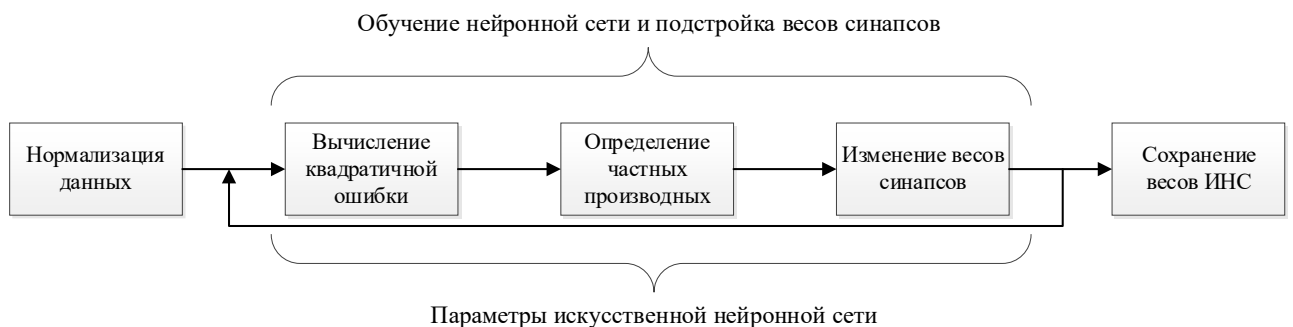 Обучение нейронной сети и подстройка весов синапсов
Нормализация
данных
Вычисление
квадратичной
ошибки
Определение
частных
производных
Изменение весов
синапсов
Сохранение
весов ИНС
Параметры искусственной нейронной сети